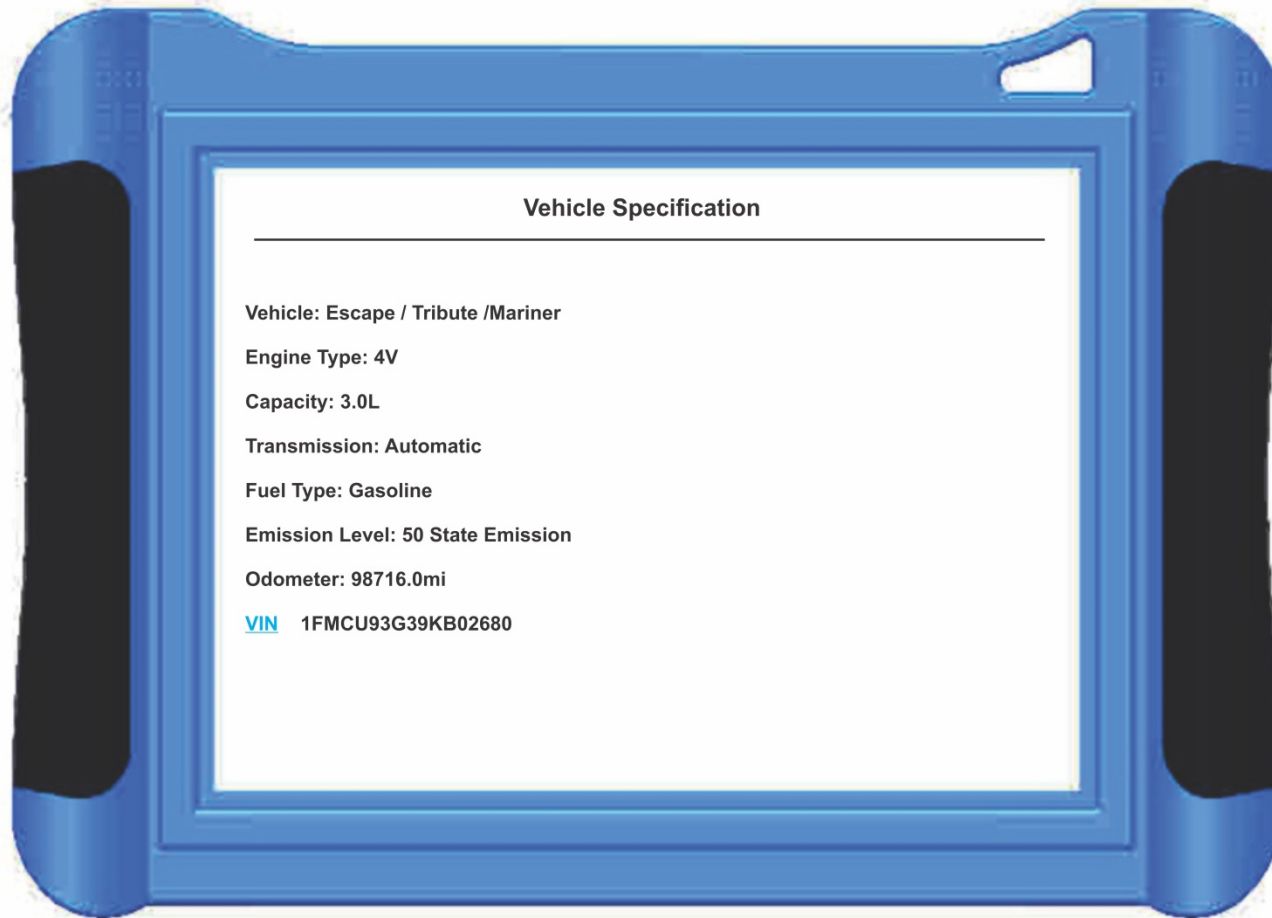 Vehicle Specification
Vehicle: Escape / Tribute /Mariner
Engine Type: 4V
Capacity: 3.0L
Transmission: Automatic
Fuel Type: Gasoline
Emission Level: 50 State Emission
Odometer: 98716.0mi
VIN 1FMCU93G39KB02680